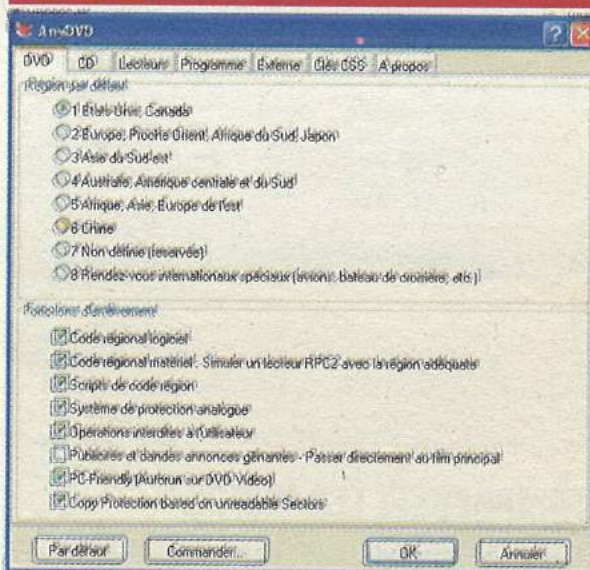 AnyDVD
DVD CD Lecteurs Programme Externe Clés CSS A propos
Région par défaut
1 États Unis, Canada
2 Europe, Proche Orient, Afrique du Sud, Japon
3 Asie du Sud-est
4 Australie, Amérique centrale et du Sud
5 Afrique, Asie, Europe de l'est
6 Chine
7 Non définie (reservée)
8 Rendez-vous internationaux spéciaux (avions, bateau de croisière, etc.)
Fonctions d'enlèvement
Code régional logiciel
Code régional matériel : Simuler un lecteur RPC2 avec la région adéquate
Scripts de code région
Système de protection analogue
Opérations interdites à l'utilisateur
Publicités et bandes annonces gênantes - Passer directement au film principal
PC-Friendly (Autorun sur DVD Video)
Copy Protection based on unreadable Sectors
Par défaut Commander... OK Annuler